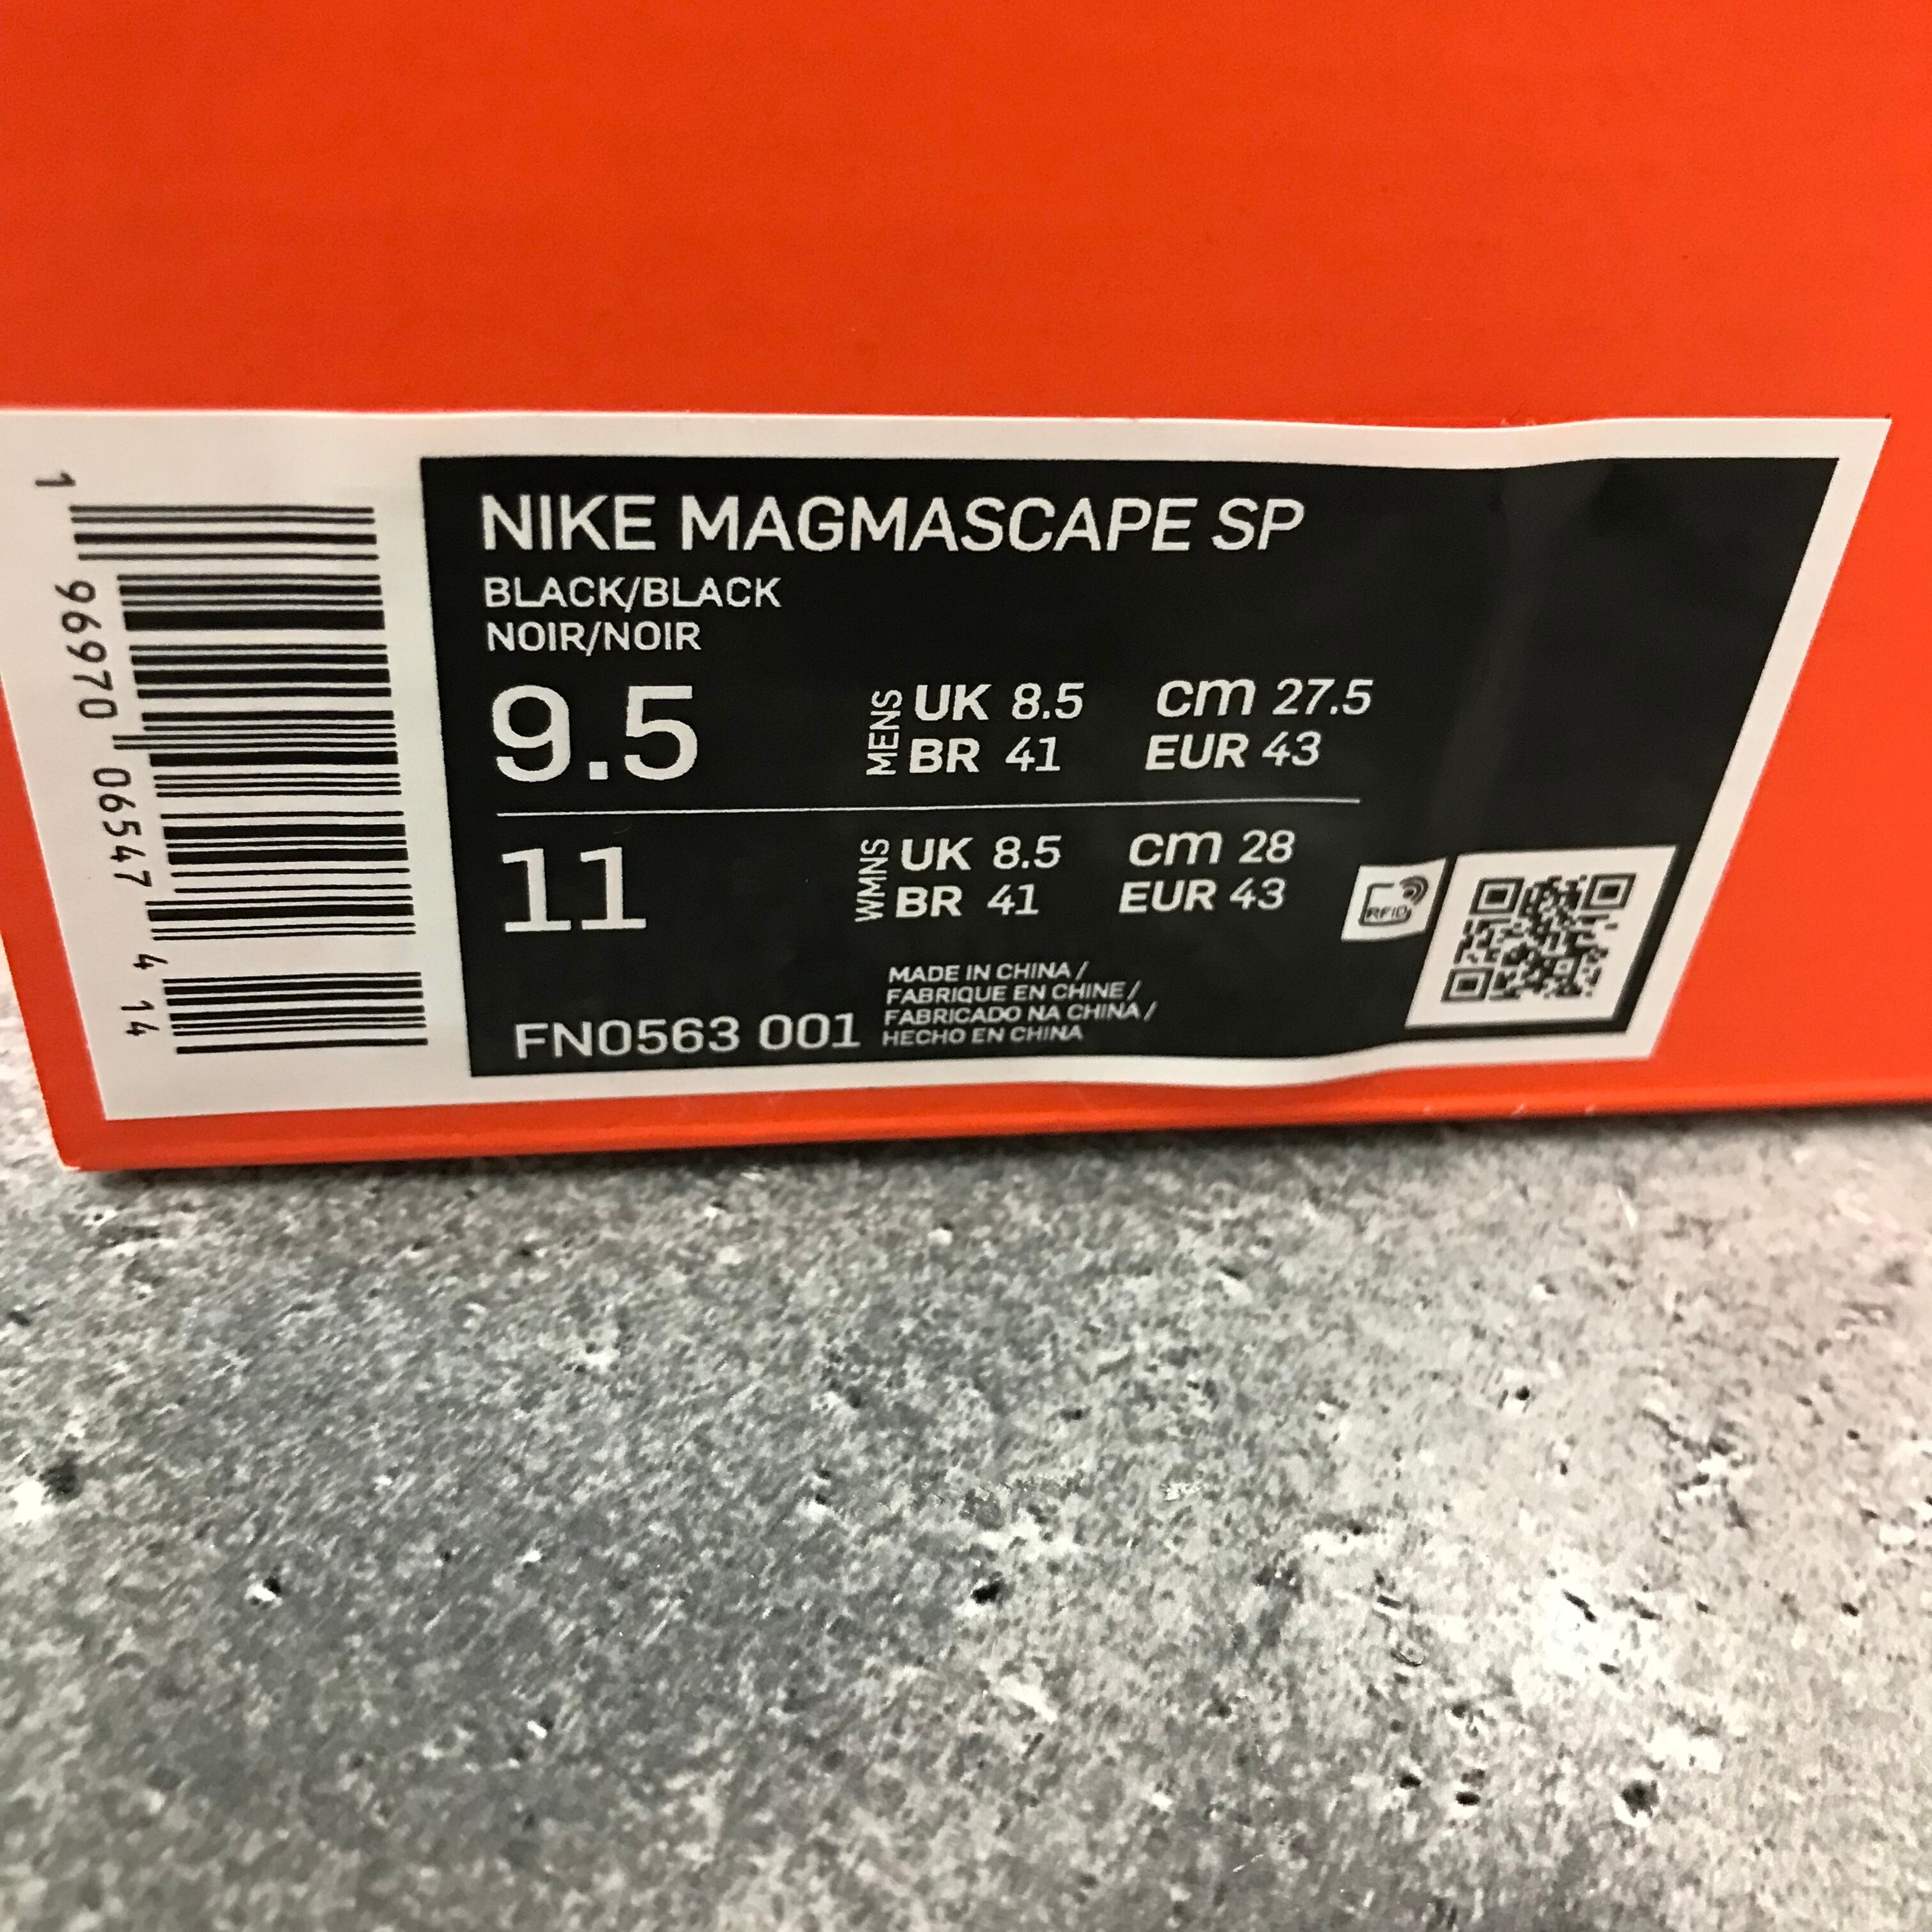 NIKE MAGMASCAPE SP
BLACK/BLACK
NOIR/NOIR
9.5 MENS UK 8.5 cm 27.5
BR 41 EUR 43
11 WMNS UK 8.5 cm 28
BR 41 EUR 43
RFID
MADE IN CHINA /
FABRIQUE EN CHINE /
FABRICADO NA CHINA /
HECHO EN CHINA
FN0563 001
1 96970 06547 4 14